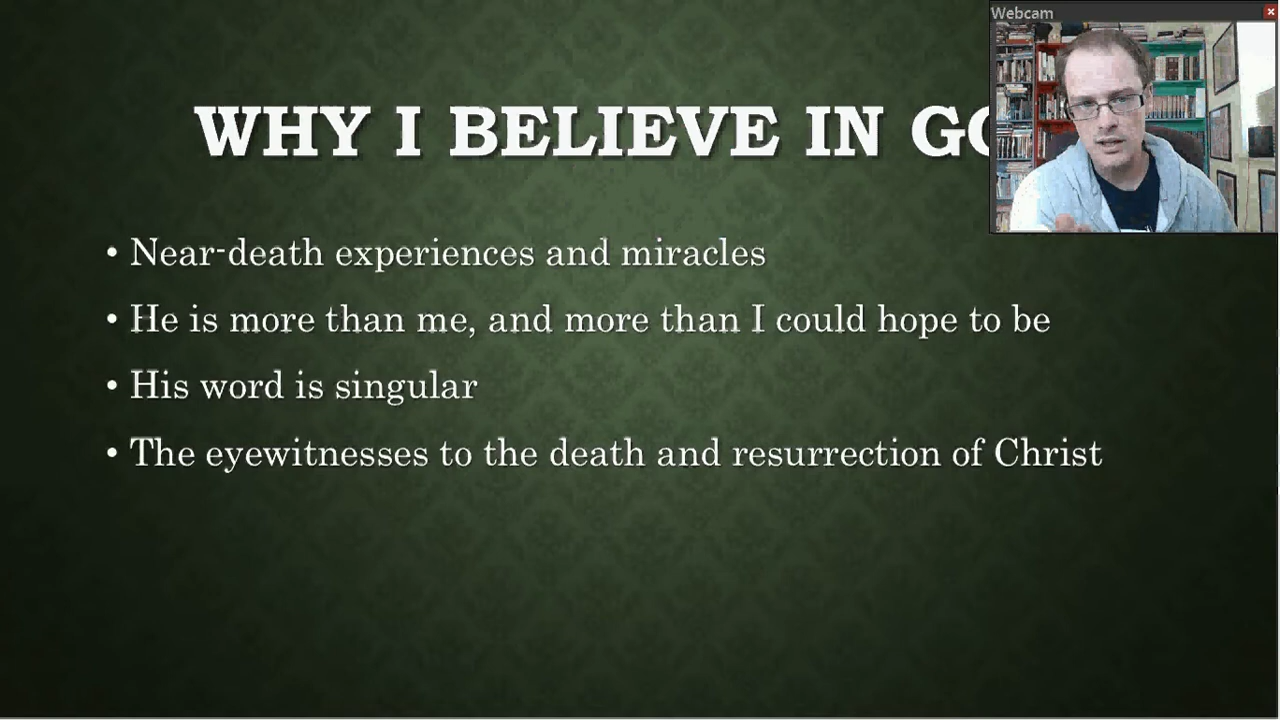 Webcam
WHY I BELIEVE IN
• Near-death experiences and miracles
• He is more than me, and more than I could hope to be
• His word is singular
• The eyewitnesses to the death and resurrection of Christ